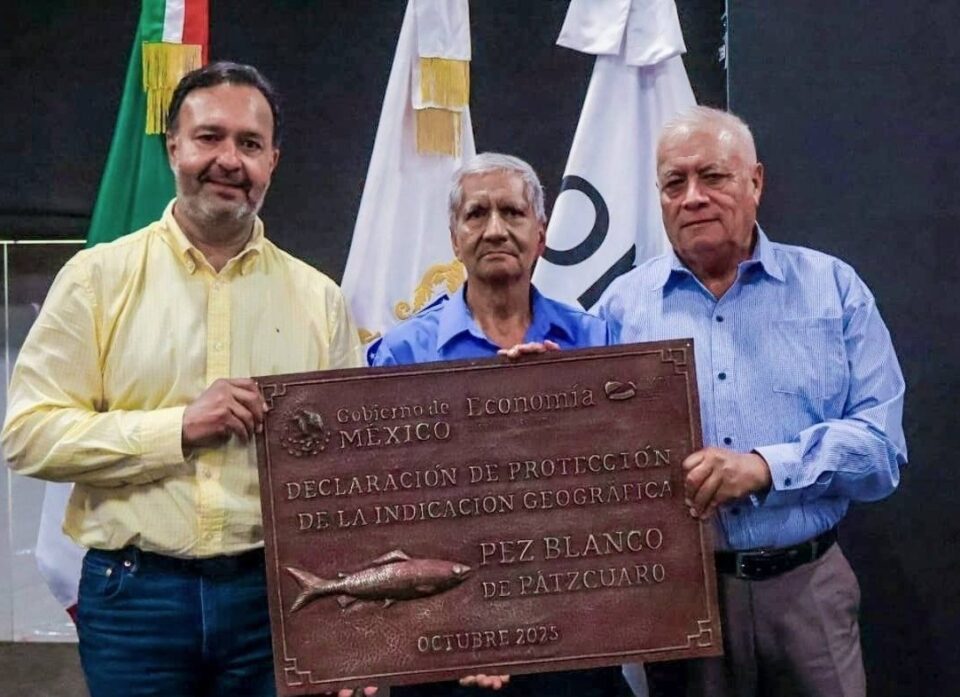 Gobierno de
MÉXICO
Economía
DECLARACIÓN DE PROTECCIÓN
DE LA INDICACIÓN GEOGRÁFICA
PEZ BLANCO
DE PÁTZCUARO
OCTUBRE 2025